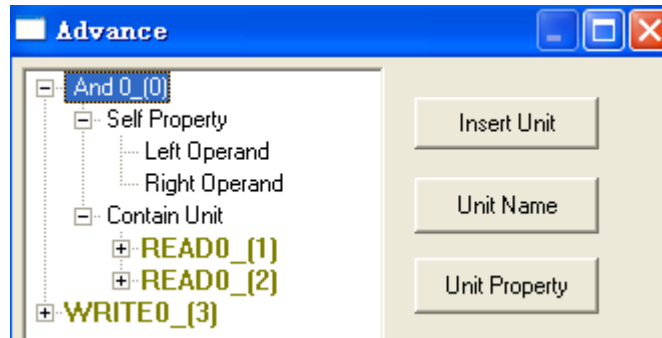 Advance
And 0_(0)
Self Property
Left Operand
Right Operand
Contain Unit
READ0_(1)
READ0_(2)
WRITE0_(3)
Insert Unit
Unit Name
Unit Property